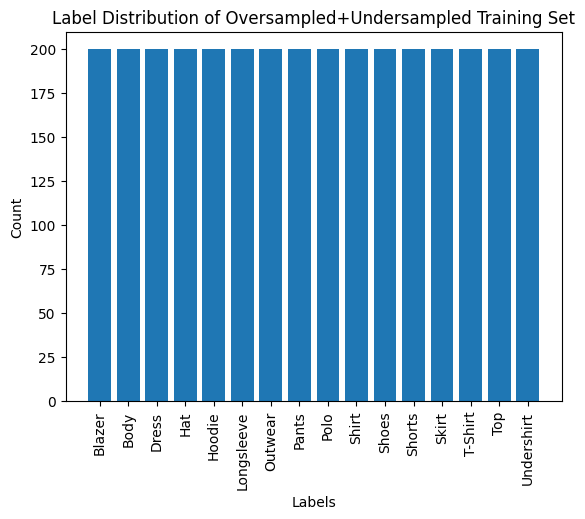 Label Distribution of Oversampled+Undersampled Training Set
200
175
150
125
100
75
50
25
0
Count
Blazer
Body
Dress
Hat
Hoodie
Longsleeve
Outwear
Pants
Polo
Shirt
Shoes
Shorts
Skirt
T-Shirt
Top
Undershirt
Labels